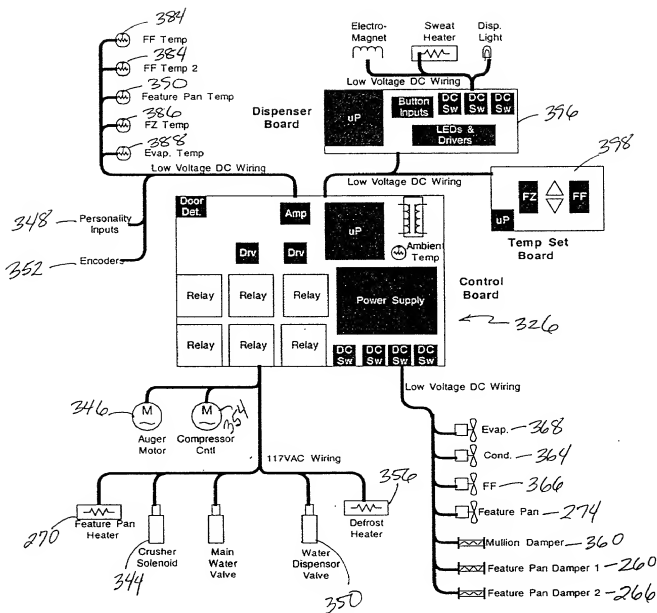 384
FF Temp
384
FF Temp 2
350
Feature Pan Temp
386
FZ Temp
388
Evap. Temp
Low Voltage DC Wiring
348
Personality
Inputs
352
Encoders
Electro-
Magnet
Sweat
Heater
Disp.
Light
Low Voltage DC Wiring
Dispenser
Board
uP
Button
Inputs
DC
Sw
DC
Sw
DC
Sw
LEDs &
Drivers
396
Low Voltage DC Wiring
398
FZ
FF
uP
Temp Set
Board
Door
Det.
Amp
uP
Ambient
Temp
Drv
Drv
Relay
Relay
Relay
Power Supply
Relay
Relay
Relay
DC
Sw
DC
Sw
DC
Sw
DC
Sw
Control
Board
326
346
M
Auger
Motor
M
354
Compressor
Cntl
117VAC Wiring
270
Feature Pan
Heater
344
Crusher
Solenoid
Main
Water
Valve
Water
Dispensor
Valve
350
356
Defrost
Heater
Low Voltage DC Wiring
Evap. 368
Cond. 364
FF 366
Feature Pan 274
Mullion Damper 360
Feature Pan Damper 1 260
Feature Pan Damper 2 266